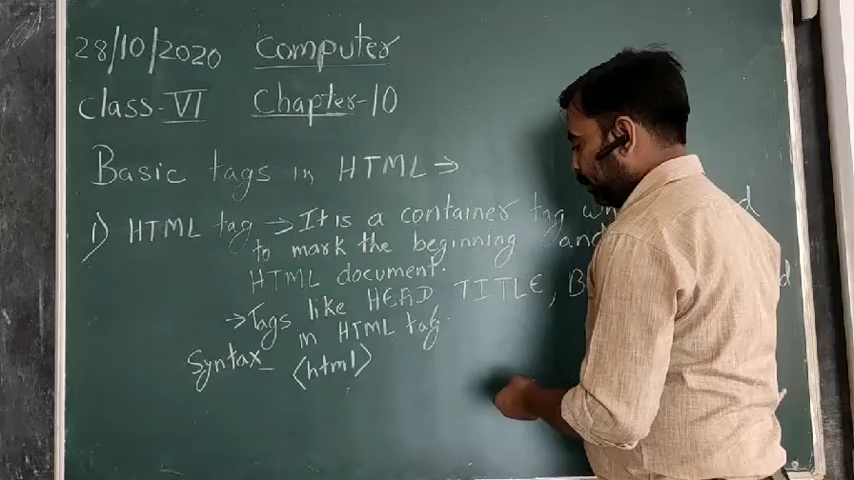 28/10/2020 Computer
Class-VI Chapter-10
Basic tags in HTML →
1) HTML tag → It is a container tag
to mark the beginning and
HTML document.
→ Tags like HEAD, TITLE, B
in HTML tag.
Syntax- <html>